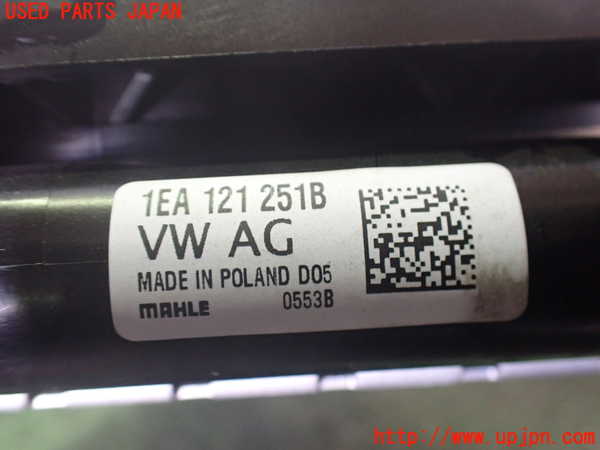 USED PARTS JAPAN
1EA 121 251B
VW AG
MADE IN POLAND D05
MAHLE 0553B
http://www.upjpn.com/